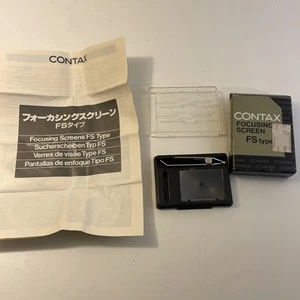 CONTAX
フォーカシングスクリーン
FSタイプ
Focusing Screens FS Type
Sucherscheiben Typ FS
Verres de visée Type FS
Pantallas de enfoque Tipo FS
CONTAX
FOCUSING
SCREEN
FS type